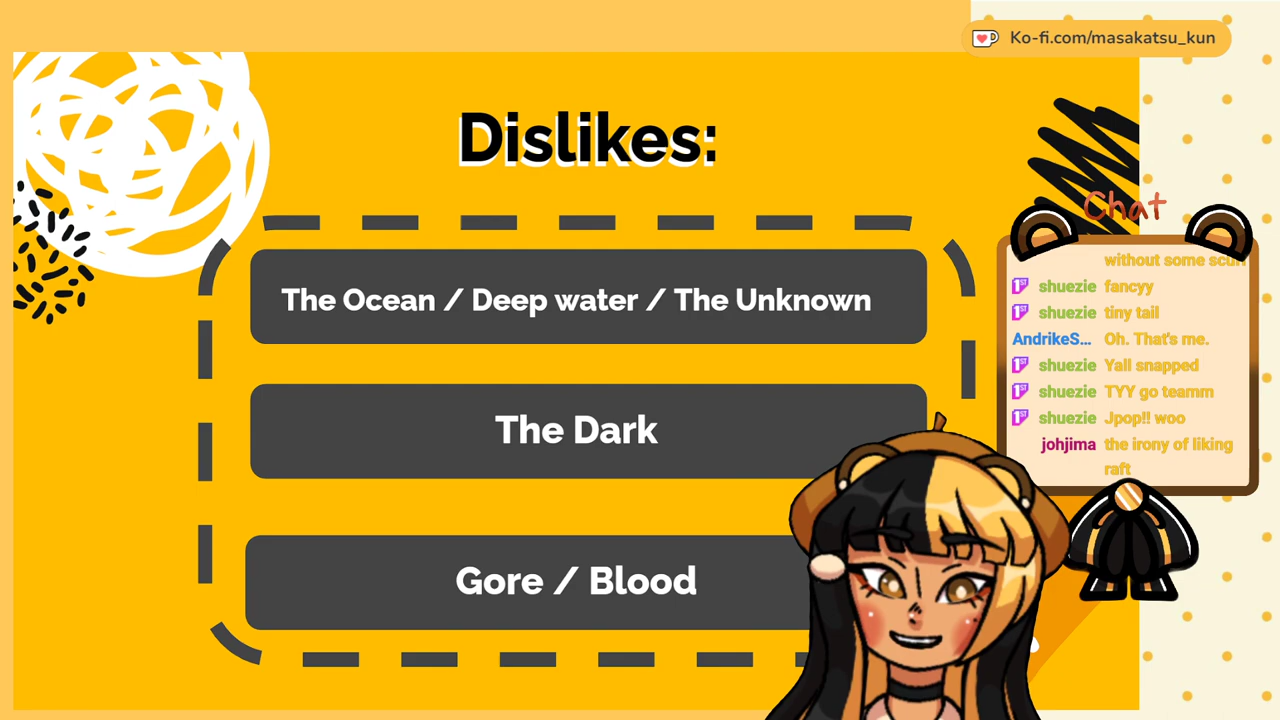 Ko-fi.com/masakatsu_kun
Dislikes:
The Ocean / Deep water / The Unknown
The Dark
Gore / Blood
Chat
without some
shuezie fancyy
shuezie tiny tail
AndrikeS... Oh. That's me.
shuezie Yall snapped
shuezie TYY go teamm
shuezie Jpop!! woo
johjima the irony of liking
raft